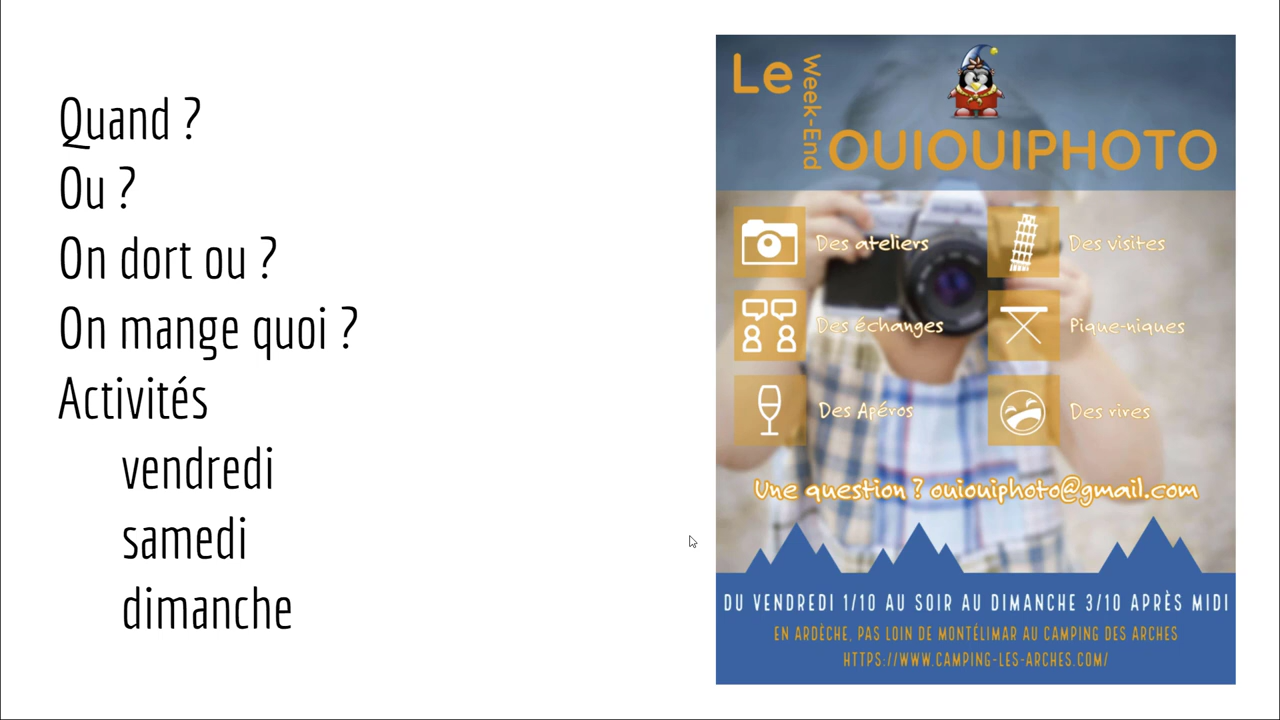 Quand ?
Ou ?
On dort ou ?
On mange quoi ?
Activités
vendredi
samedi
dimanche
Le
Week-End
OUIOUIPHOTO
Des ateliers
Des visites
Des échanges
Pique-niques
Des Apéros
Des rires
Une question ? ouiouiphoto@gmail.com
DU VENDREDI 1/10 AU SOIR AU DIMANCHE 3/10 APRÈS MIDI
EN ARDÈCHE, PAS LOIN DE MONTÉLIMAR AU CAMPING DES ARCHES
HTTPS://WWW.CAMPING-LES-ARCHES.COM/